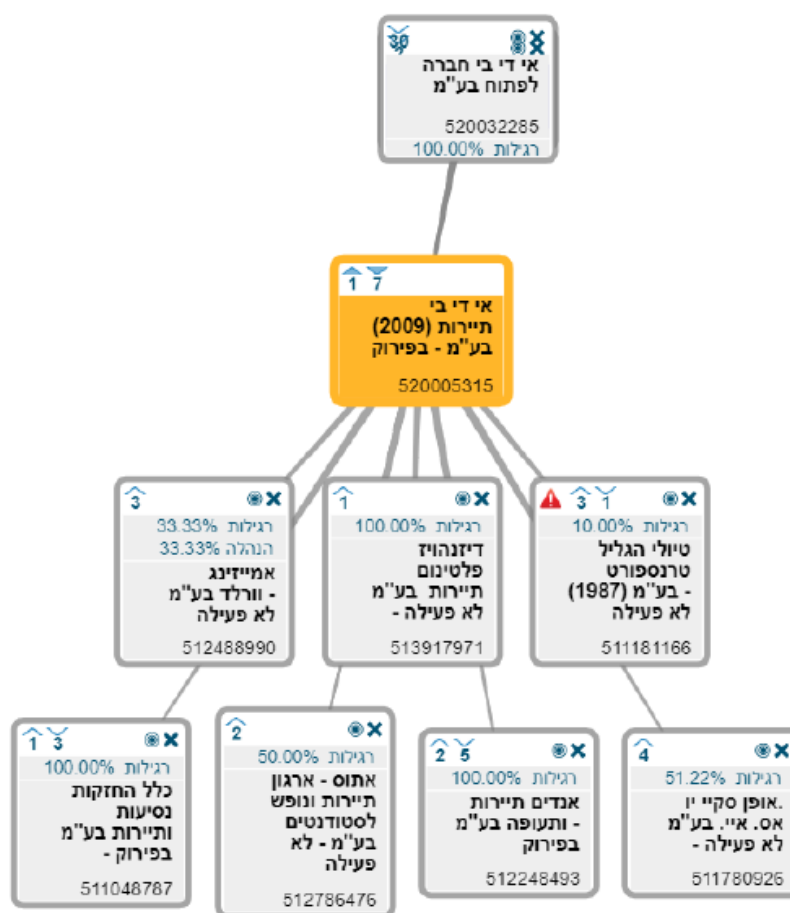 אי די בי חברה
לפתוח בע"מ
520032285
רגילות 100.00%
1 7
אי די בי
תיירות (2009)
בע"מ - בפירוק
520005315
3
רגילות 33.33%
הנהלה 33.33%
אמייזינג
- וורלד בע"מ
לא פעילה
512488990
1
רגילות 100.00%
דיזנהויז
פלטינום
תיירות בע"מ
לא פעילה -
513917971
3 1
רגילות 10.00%
טיולי הגליל
טרנספורט
- בע"מ (1987)
לא פעילה
511181166
1 3
רגילות 100.00%
כלל החזקות
נסיעות
ותיירות בע"מ
בפירוק -
511048787
2
רגילות 50.00%
אתוס - ארגון
תיירות ונופש
לסטודנטים
בע"מ - לא
פעילה
512786476
2 5
רגילות 100.00%
אנדים תיירות
- ותעופה בע"מ
בפירוק
512248493
4
רגילות 51.22%
.אופן סקיי יו
אס. איי. בע"מ
לא פעילה -
511780926